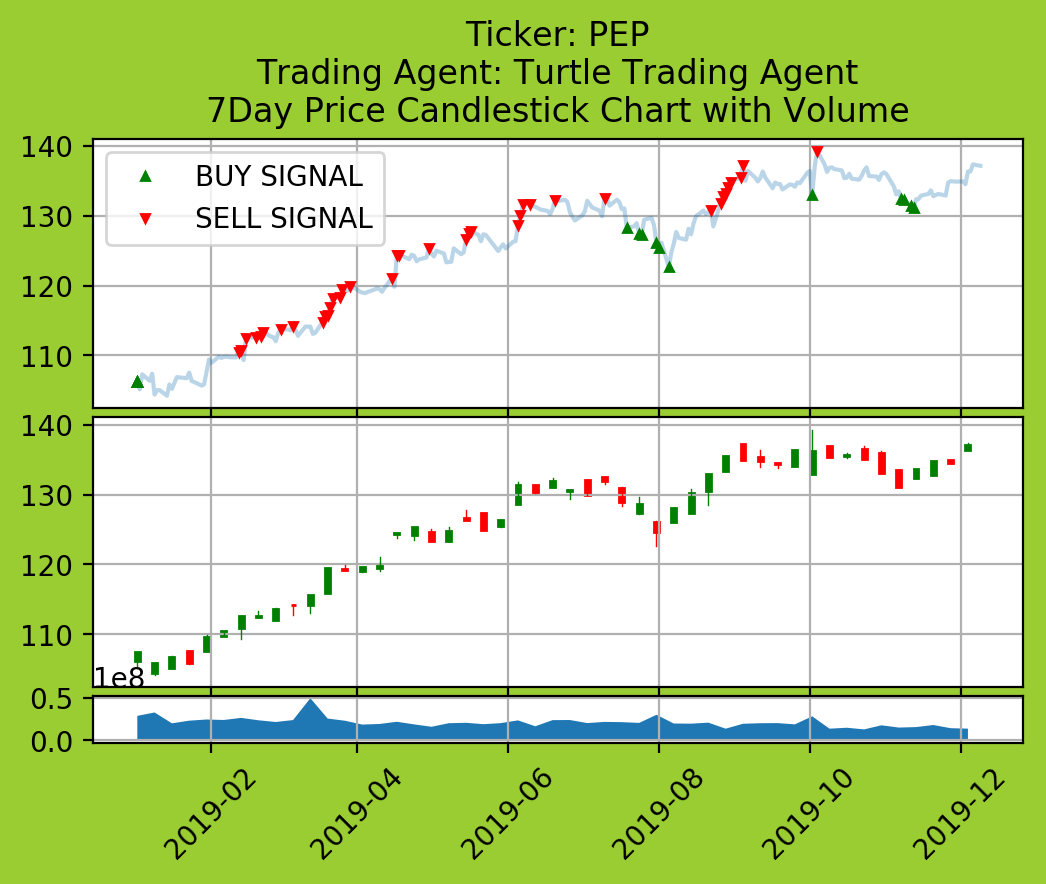 Ticker: PEP
Trading Agent: Turtle Trading Agent
7Day Price Candlestick Chart with Volume
140
BUY SIGNAL
130
SELL SIGNAL
120
110
140
130
120
110
1e8
0.5
0.0
2019-02
2019-04
2019-06
2019-08
2019-10
2019-12